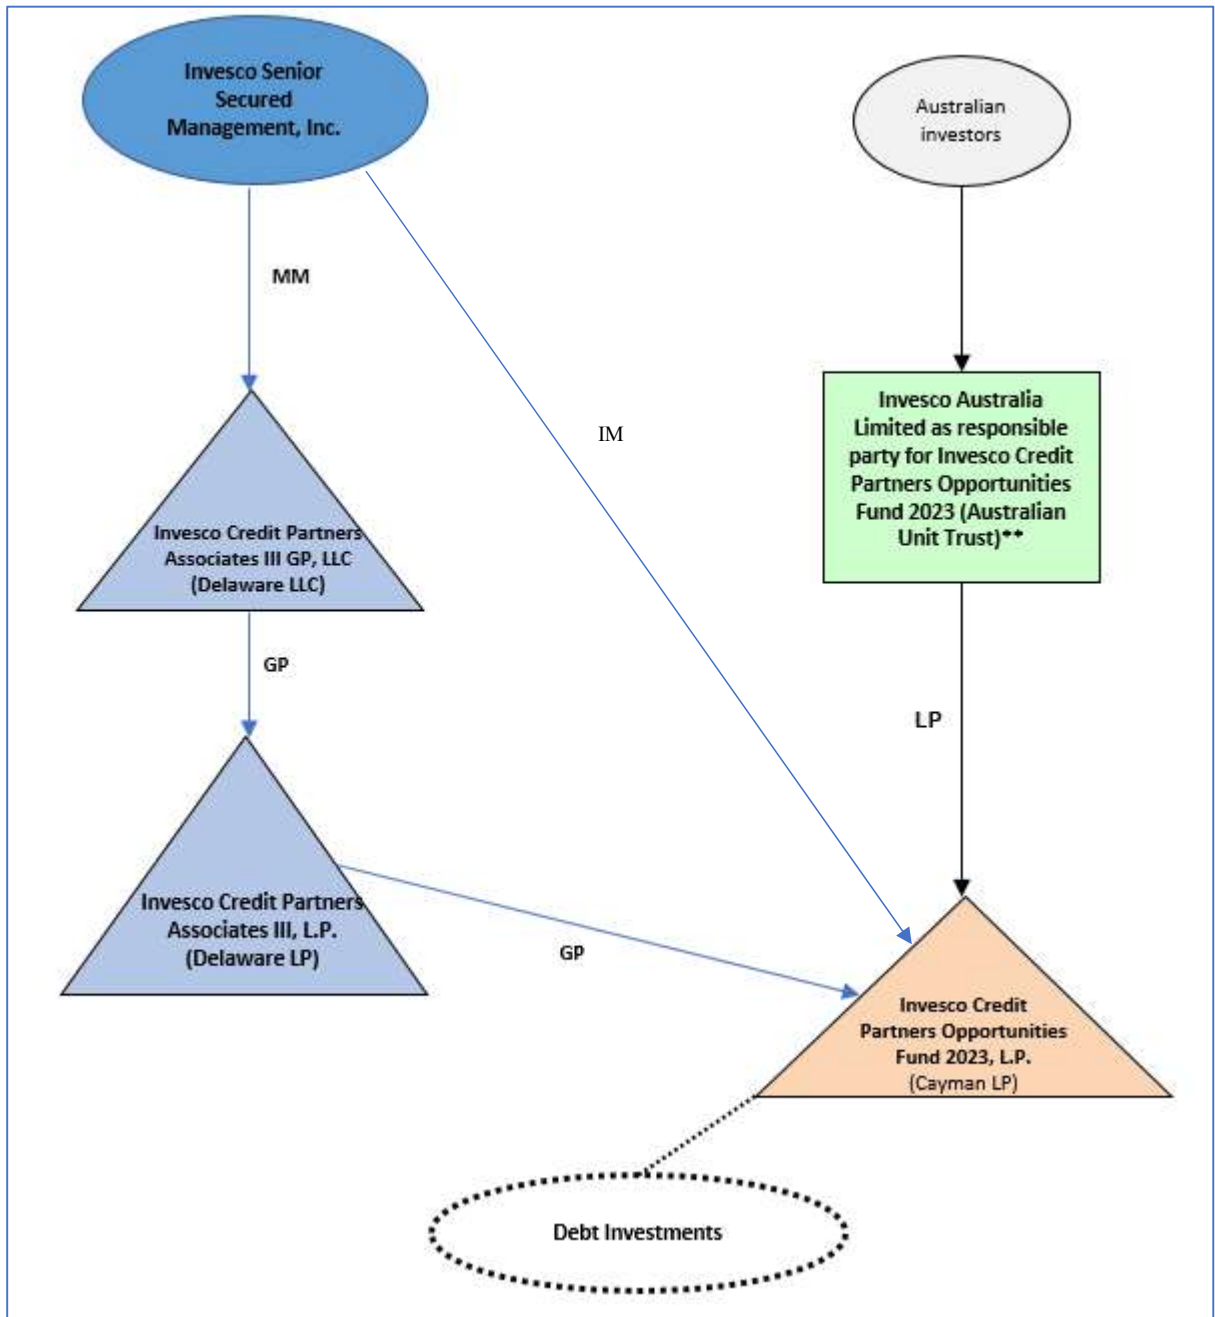 Invesco Senior
Secured
Management, Inc.
Australian
investors
MM
Invesco Australia
Limited as responsible
party for Invesco Credit
Partners Opportunities
Fund 2023 (Australian
Unit Trust)**
IM
Invesco Credit Partners
Associates III GP, LLC
(Delaware LLC)
GP
LP
Invesco Credit Partners
Associates III, L.P.
(Delaware LP)
GP
Invesco Credit
Partners Opportunities
Fund 2023, L.P.
(Cayman LP)
Debt Investments